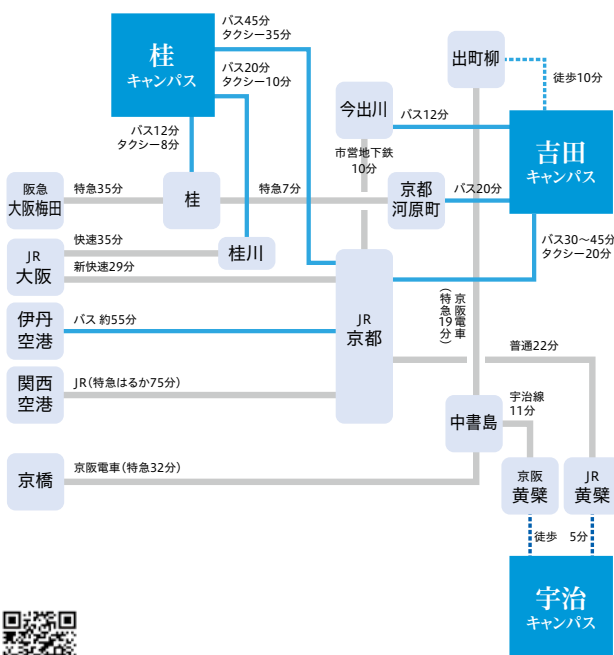 バス45分
タクシー35分
桂
キャンパス
バス20分
タクシー10分
出町柳
徒歩10分
今出川
バス12分
バス12分
タクシー8分
市営地下鉄
10分
吉田
キャンパス
阪急
大阪梅田
特急35分
桂
特急7分
京都
河原町
バス20分
JR
大阪
快速35分
桂川
新快速29分
バス30〜45分
タクシー20分
伊丹
空港
バス 約55分
JR
京都
京阪電車
(特急19分)
普通22分
関西
空港
JR(特急はるか75分)
中書島
宇治線
11分
京橋
京阪電車(特急32分)
京阪
黄檗
JR
黄檗
徒歩 5分
宇治
キャンパス